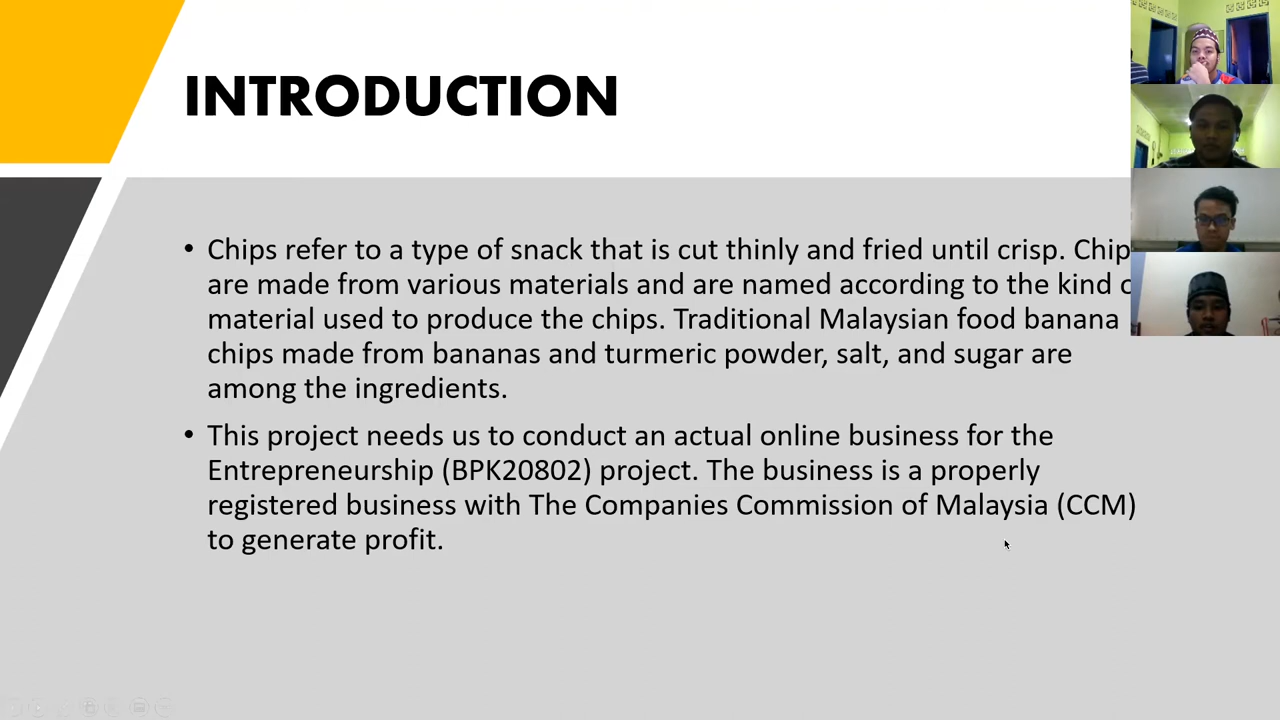 INTRODUCTION
• Chips refer to a type of snack that is cut thinly and fried until crisp. Chip
are made from various materials and are named according to the kind
material used to produce the chips. Traditional Malaysian food banana
chips made from bananas and turmeric powder, salt, and sugar are
among the ingredients.
• This project needs us to conduct an actual online business for the
Entrepreneurship (BPK20802) project. The business is a properly
registered business with The Companies Commission of Malaysia (CCM)
to generate profit.